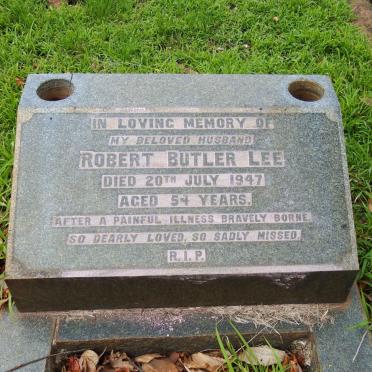 IN LOVING MEMORY OF
MY BELOVED HUSBAND
ROBERT BUTLER LEE
DIED 20TH JULY 1947
AGED 54 YEARS.
AFTER A PAINFUL ILLNESS BRAVELY BORNE
SO DEARLY LOVED, SO SADLY MISSED.
R.I.P.